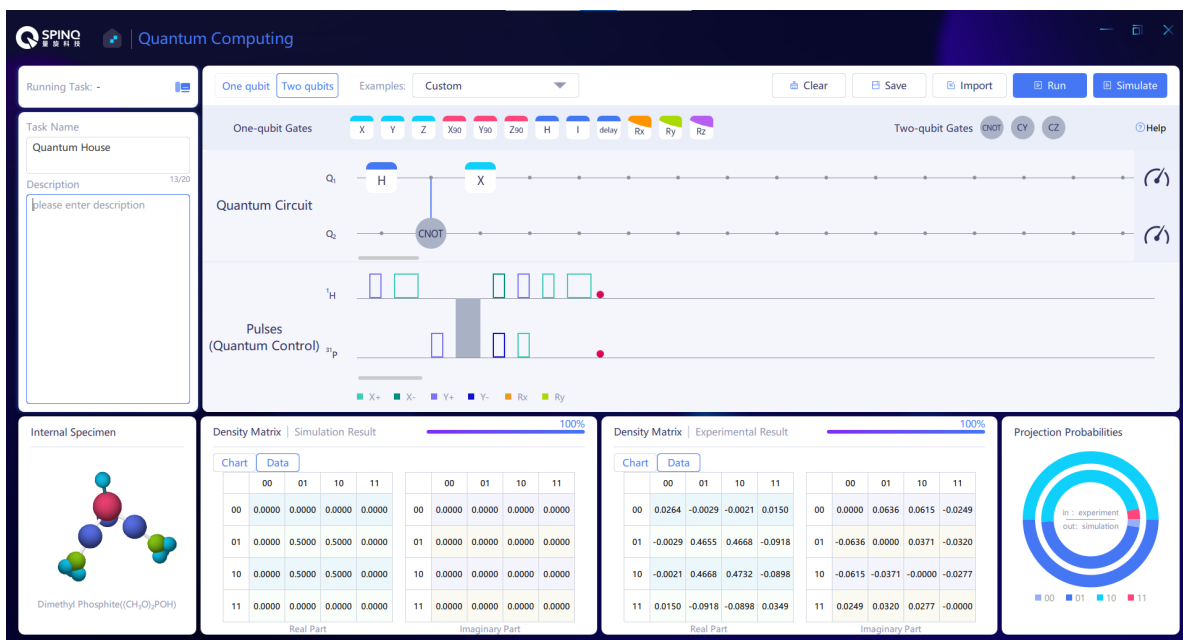 SPINQ
量旋科技
Quantum Computing
Running Task: -
One qubit Two qubits Examples: Custom Clear Save Import Run Simulate
Task Name
Quantum House
13/20
Description
please enter description
One-qubit Gates X Y Z X90 Y90 Z90 H I delay Rx Ry Rz Two-qubit Gates CNOT CY CZ Help
Q₁ H X
Quantum Circuit
Q₂ CNOT
¹H
Pulses
(Quantum Control) ³¹P
X+ X- Y+ Y- Rx Ry
Internal Specimen
Dimethyl Phosphite((CH₃O)₂POH)
Density Matrix | Simulation Result 100%
Chart Data
00 01 10 11 00 01 10 11
00 0.0000 0.0000 0.0000 0.0000 00 0.0000 0.0000 0.0000 0.0000
01 0.0000 0.5000 0.5000 0.0000 01 0.0000 0.0000 0.0000 0.0000
10 0.0000 0.5000 0.5000 0.0000 10 0.0000 0.0000 0.0000 0.0000
11 0.0000 0.0000 0.0000 0.0000 11 0.0000 0.0000 0.0000 0.0000
Real Part Imaginary Part
Density Matrix | Experimental Result 100%
Chart Data
00 01 10 11 00 01 10 11
00 0.0264 -0.0029 -0.0021 0.0150 00 0.0000 0.0636 0.0615 -0.0249
01 -0.0029 0.4655 0.4668 -0.0918 01 -0.0636 0.0000 0.0371 -0.0320
10 -0.0021 0.4668 0.4732 -0.0898 10 -0.0615 -0.0371 -0.0000 -0.0277
11 0.0150 -0.0918 -0.0898 0.0349 11 0.0249 0.0320 0.0277 -0.0000
Real Part Imaginary Part
Projection Probabilities
in : experiment
out: simulation
00 01 10 11